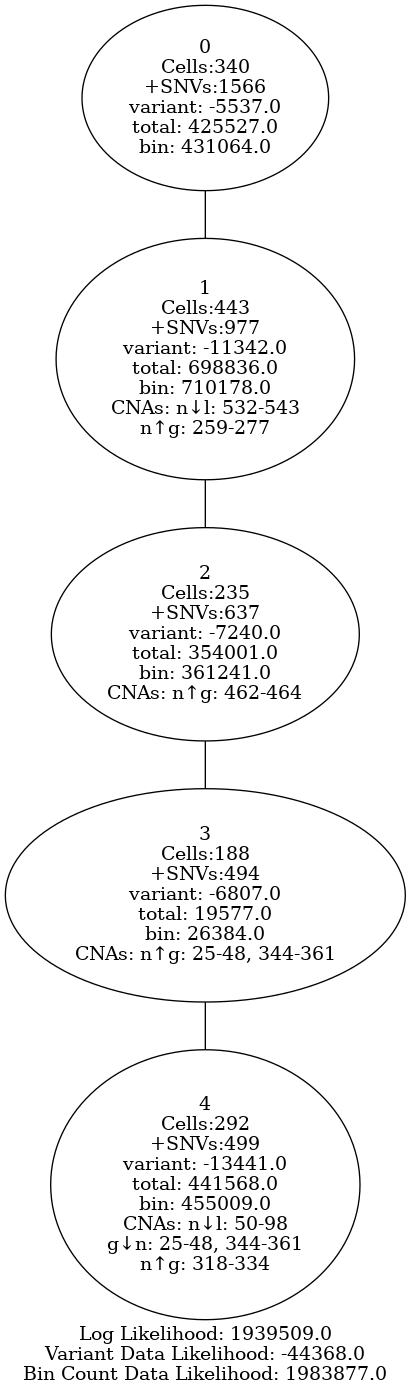 0
Cells:340
+SNVs:1566
variant: -5537.0
total: 425527.0
bin: 431064.0
1
Cells:443
+SNVs:977
variant: -11342.0
total: 698836.0
bin: 710178.0
CNAs: n↓l: 532-543
n↑g: 259-277
2
Cells:235
+SNVs:637
variant: -7240.0
total: 354001.0
bin: 361241.0
CNAs: n↑g: 462-464
3
Cells:188
+SNVs:494
variant: -6807.0
total: 19577.0
bin: 26384.0
CNAs: n↑g: 25-48, 344-361
4
Cells:292
+SNVs:499
variant: -13441.0
total: 441568.0
bin: 455009.0
CNAs: n↓l: 50-98
g↓n: 25-48, 344-361
n↑g: 318-334
Log Likelihood: 1939509.0
Variant Data Likelihood: -44368.0
Bin Count Data Likelihood: 1983877.0